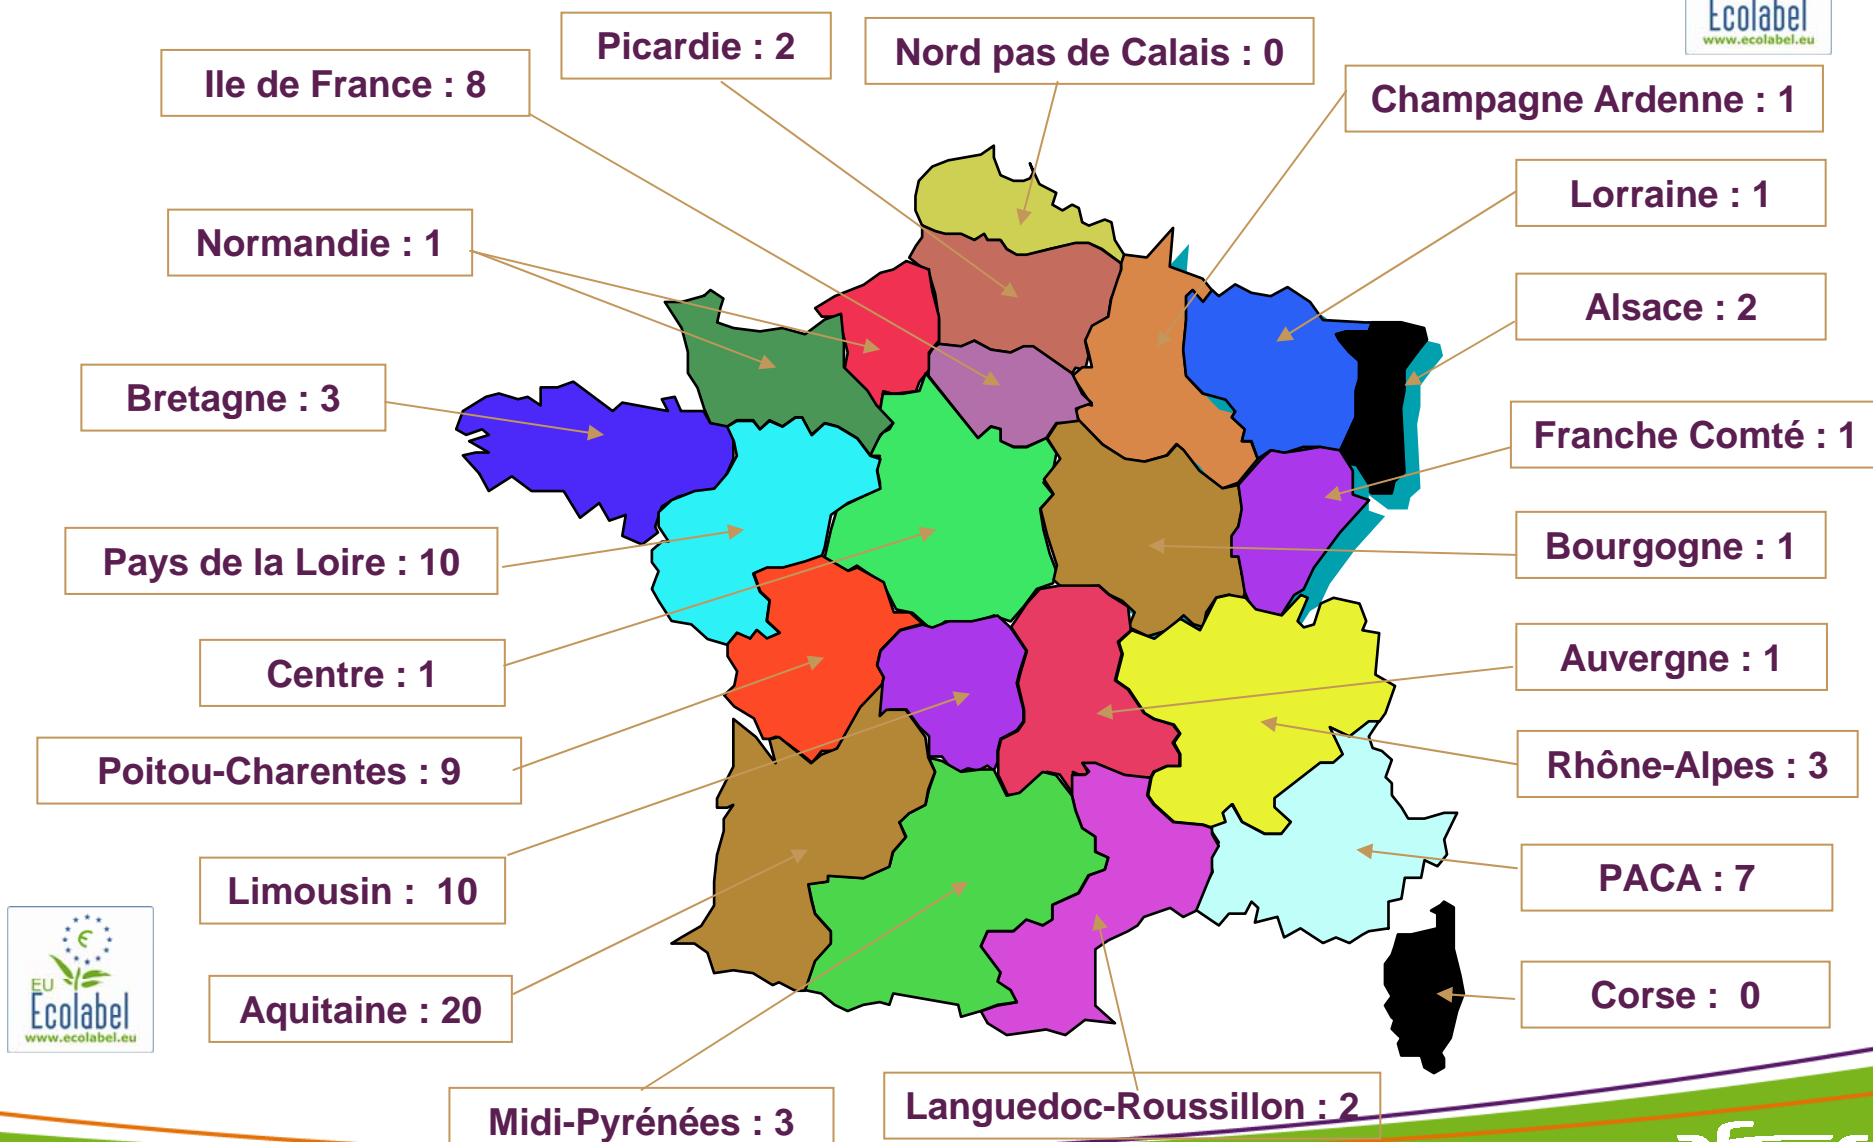 Ecolabel
www.ecolabel.eu
Picardie : 2
Nord pas de Calais : 0
Ile de France : 8
Champagne Ardenne : 1
Lorraine : 1
Normandie : 1
Alsace : 2
Bretagne : 3
Franche Comté : 1
Pays de la Loire : 10
Bourgogne : 1
Centre : 1
Auvergne : 1
Poitou-Charentes : 9
Rhône-Alpes : 3
Limousin :  10
PACA : 7
EU
Ecolabel
www.ecolabel.eu
Aquitaine : 20
Corse :  0
Midi-Pyrénées : 3
Languedoc-Roussillon : 2